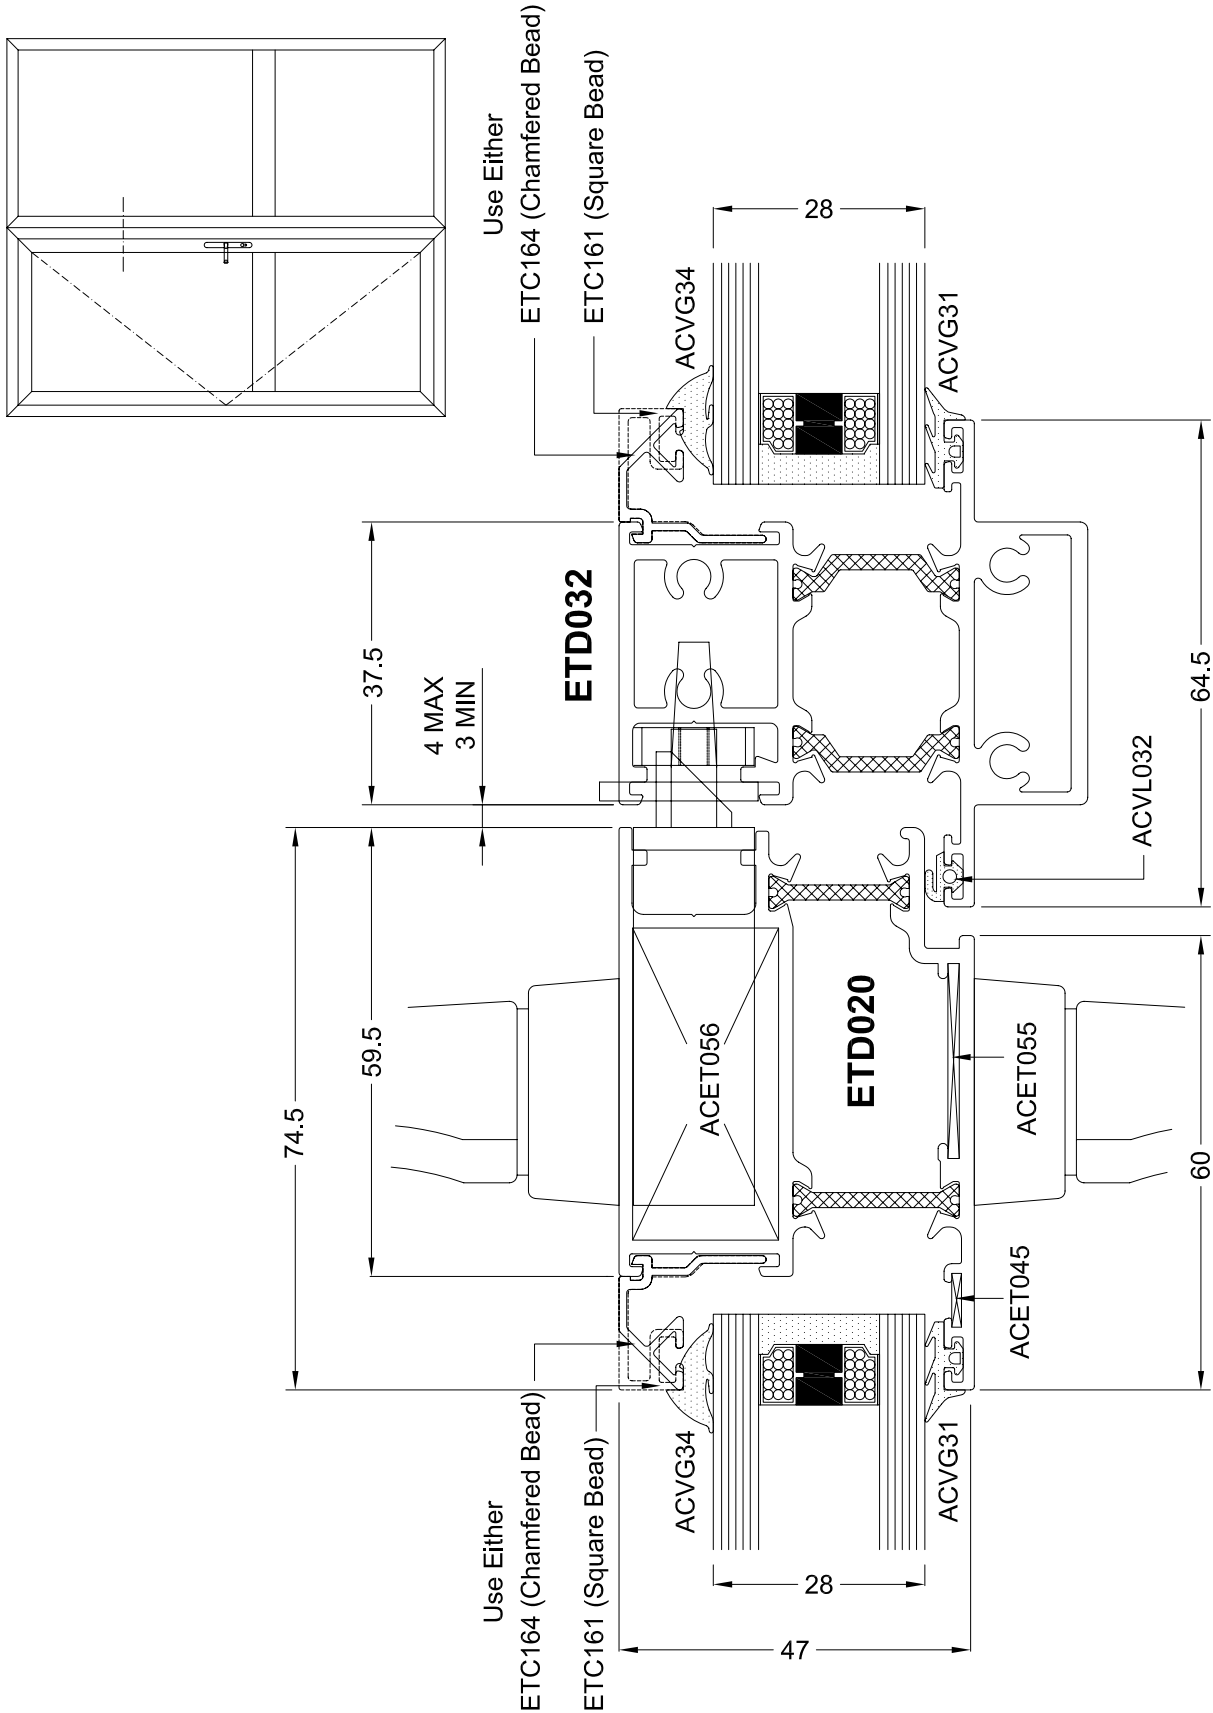 Use Either
ETC164 (Chamfered Bead)
ETC161 (Square Bead)
28
ACVG34
ACVG31
37.5
ETD032
4 MAX
3 MIN
64.5
ACVL032
74.5
59.5
ACET056
ETD020
ACET055
60
ACET045
Use Either
ETC164 (Chamfered Bead)
ETC161 (Square Bead)
ACVG34
ACVG31
28
47